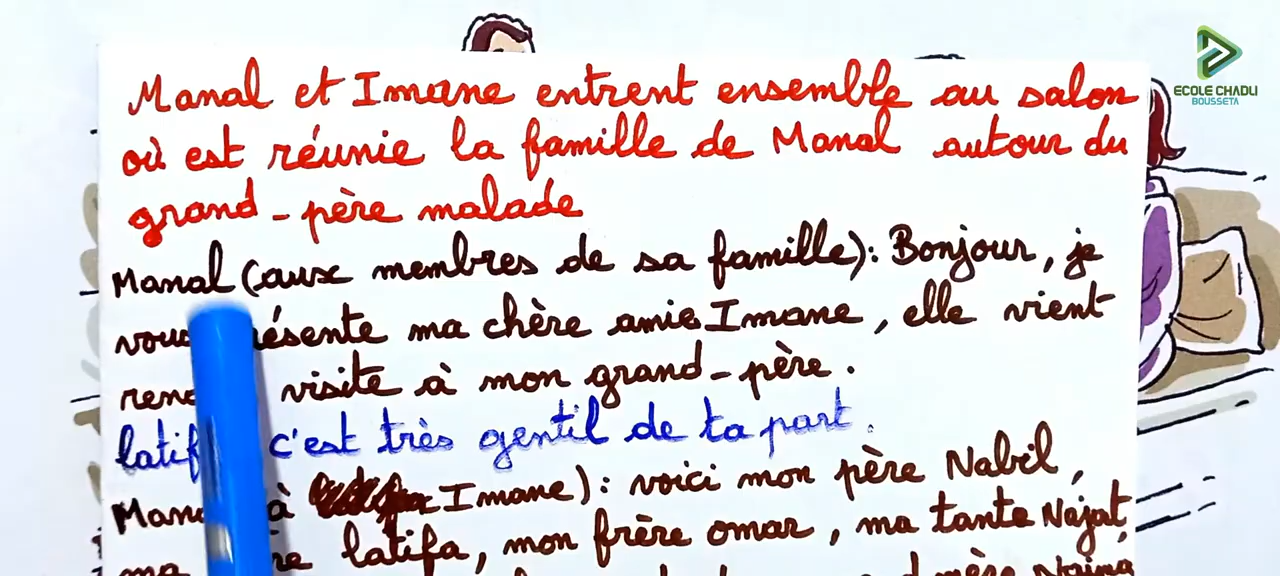 ECOLE CHADLI
BOUSSETA
Manal et Imane entrent ensemble au salon
où est réunie la famille de Manal autour du
grand-père malade
Manal (aux membres de sa famille): Bonjour, je
vous présente ma chère amie Imane, elle vient
visite à mon grand-père.
c'est très gentil de ta part.
à Imane): voici mon père Nabil,
ma latifa, mon frère omar, ma tante Najat,